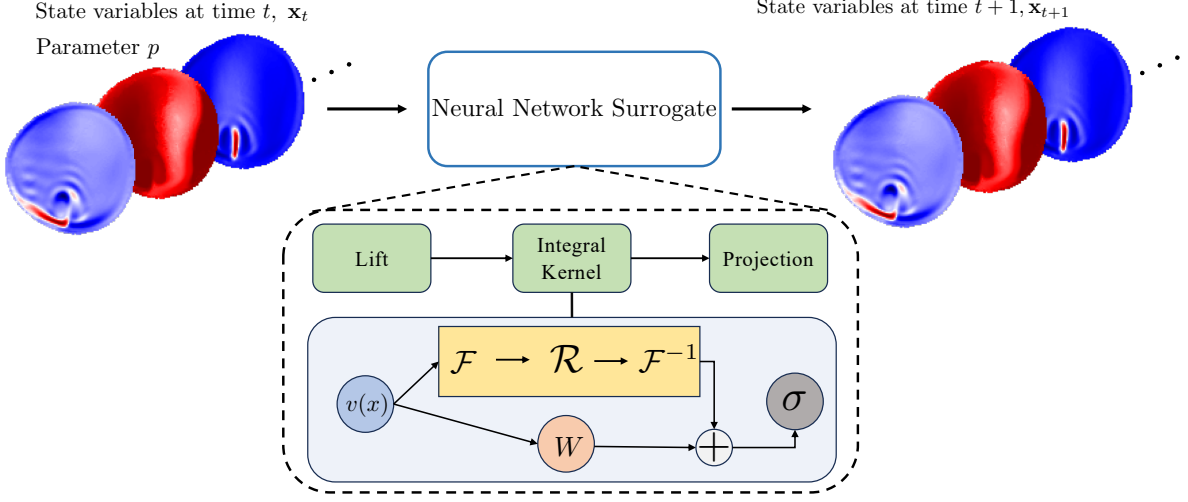 State variables at time t, x_t
Parameter p
State variables at time t + 1, x_{t+1}
Neural Network Surrogate
Lift
Integral
Kernel
Projection
ℱ → ℛ → ℱ⁻¹
v(x)
W
+
σ